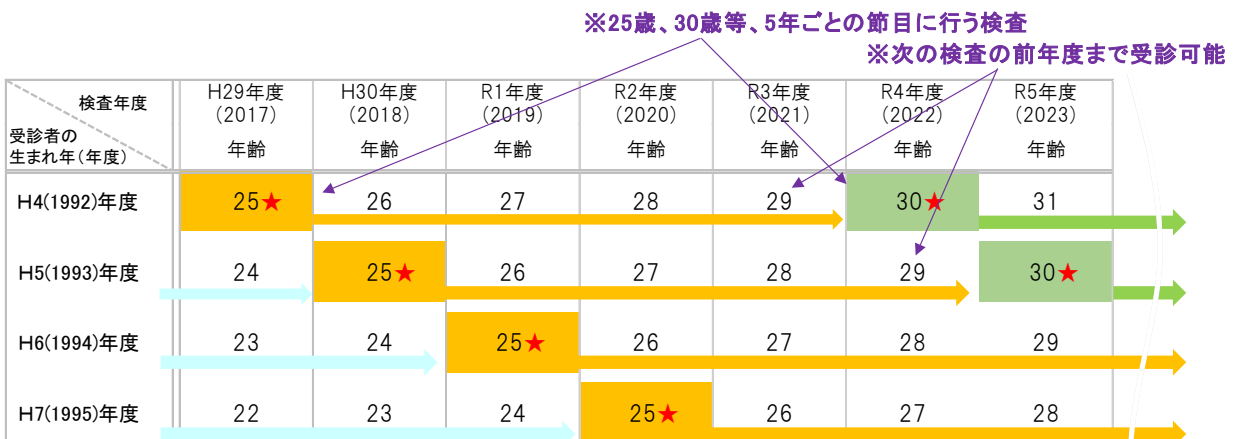 ※25歳、30歳等、5年ごとの節目に行う検査
※次の検査の前年度まで受診可能
検査年度
受診者の
生まれ年(年度)
H29年度
(2017)
年齢
H30年度
(2018)
年齢
R1年度
(2019)
年齢
R2年度
(2020)
年齢
R3年度
(2021)
年齢
R4年度
(2022)
年齢
R5年度
(2023)
年齢
H4(1992)年度 25★ 26 27 28 29 30★ 31
H5(1993)年度 24 25★ 26 27 28 29 30★
H6(1994)年度 23 24 25★ 26 27 28 29
H7(1995)年度 22 23 24 25★ 26 27 28